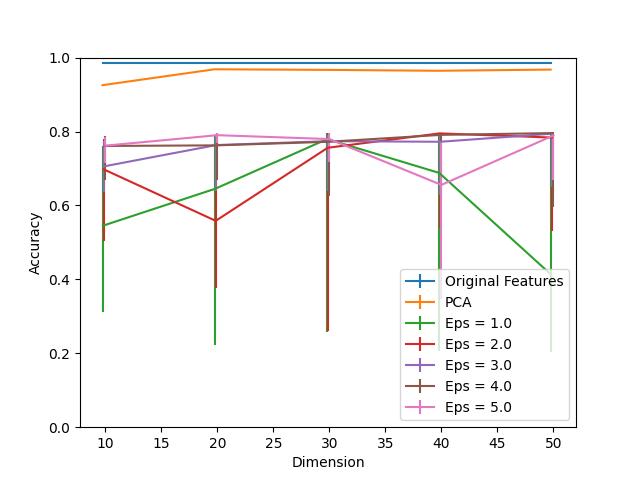 1.0
0.8
0.6
0.4
0.2
0.0
Accuracy
Original Features
PCA
Eps = 1.0
Eps = 2.0
Eps = 3.0
Eps = 4.0
Eps = 5.0
10 15 20 25 30 35 40 45 50
Dimension